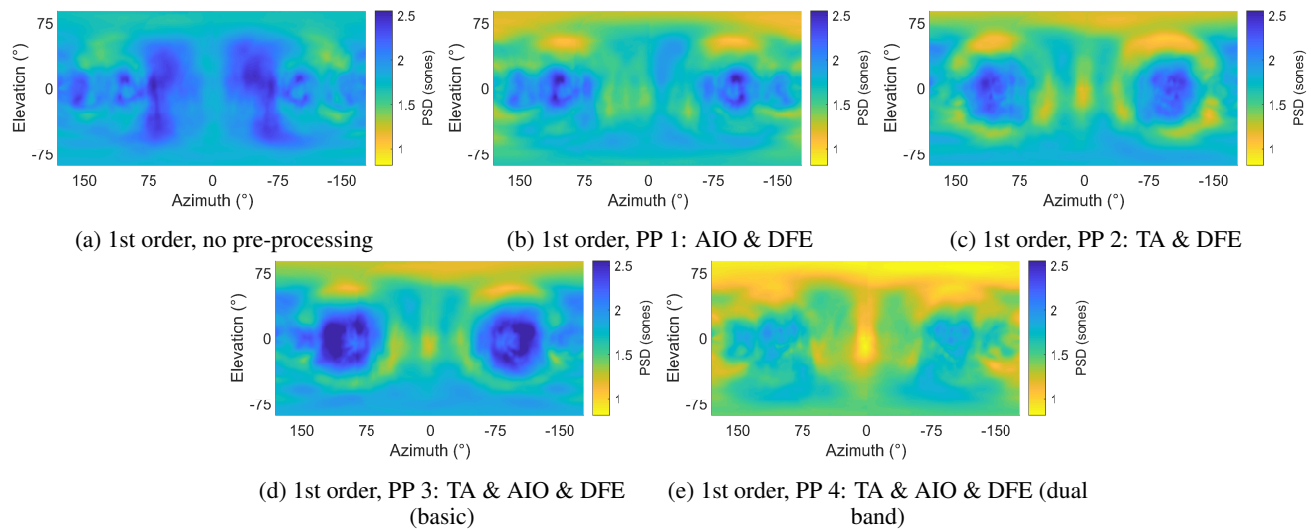 75
0
-75
Elevation (°)
150 75 0 -75 -150
Azimuth (°)
2.5
2
1.5
1
PSD (sones)
(a) 1st order, no pre-processing
75
0
-75
Elevation (°)
150 75 0 -75 -150
Azimuth (°)
2.5
2
1.5
1
PSD (sones)
(b) 1st order, PP 1: AIO & DFE
75
0
-75
Elevation (°)
150 75 0 -75 -150
Azimuth (°)
2.5
2
1.5
1
PSD (sones)
(c) 1st order, PP 2: TA & DFE
75
0
-75
Elevation (°)
150 75 0 -75 -150
Azimuth (°)
2.5
2
1.5
1
PSD (sones)
(d) 1st order, PP 3: TA & AIO & DFE
(basic)
75
0
-75
Elevation (°)
150 75 0 -75 -150
Azimuth (°)
2.5
2
1.5
1
PSD (sones)
(e) 1st order, PP 4: TA & AIO & DFE (dual
band)